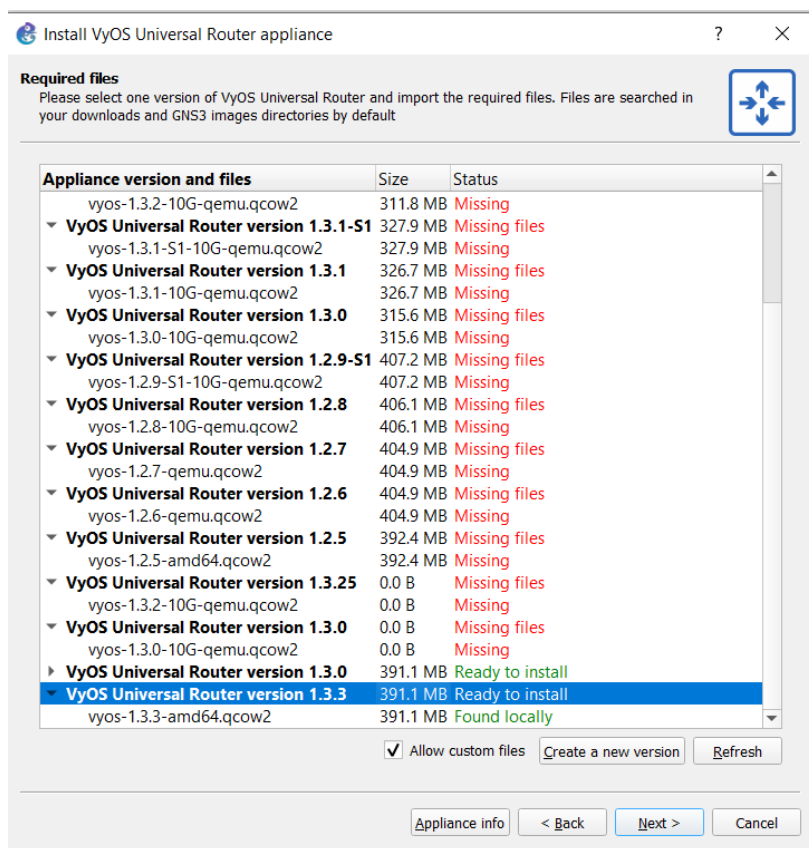 Install VyOS Universal Router appliance ? ×
Required files
Please select one version of VyOS Universal Router and import the required files. Files are searched in
your downloads and GNS3 images directories by default
Appliance version and files Size Status
vyos-1.3.2-10G-qemu.qcow2 311.8 MB Missing
VyOS Universal Router version 1.3.1-S1 327.9 MB Missing files
vyos-1.3.1-S1-10G-qemu.qcow2 327.9 MB Missing
VyOS Universal Router version 1.3.1 326.7 MB Missing files
vyos-1.3.1-10G-qemu.qcow2 326.7 MB Missing
VyOS Universal Router version 1.3.0 315.6 MB Missing files
vyos-1.3.0-10G-qemu.qcow2 315.6 MB Missing
VyOS Universal Router version 1.2.9-S1 407.2 MB Missing files
vyos-1.2.9-S1-10G-qemu.qcow2 407.2 MB Missing
VyOS Universal Router version 1.2.8 406.1 MB Missing files
vyos-1.2.8-10G-qemu.qcow2 406.1 MB Missing
VyOS Universal Router version 1.2.7 404.9 MB Missing files
vyos-1.2.7-qemu.qcow2 404.9 MB Missing
VyOS Universal Router version 1.2.6 404.9 MB Missing files
vyos-1.2.6-qemu.qcow2 404.9 MB Missing
VyOS Universal Router version 1.2.5 392.4 MB Missing files
vyos-1.2.5-amd64.qcow2 392.4 MB Missing
VyOS Universal Router version 1.3.25 0.0 B Missing files
vyos-1.3.2-10G-qemu.qcow2 0.0 B Missing
VyOS Universal Router version 1.3.0 0.0 B Missing files
vyos-1.3.0-10G-qemu.qcow2 0.0 B Missing
VyOS Universal Router version 1.3.0 391.1 MB Ready to install
VyOS Universal Router version 1.3.3 391.1 MB Ready to install
vyos-1.3.3-amd64.qcow2 391.1 MB Found locally
Allow custom files Create a new version Refresh
Appliance info < Back Next > Cancel